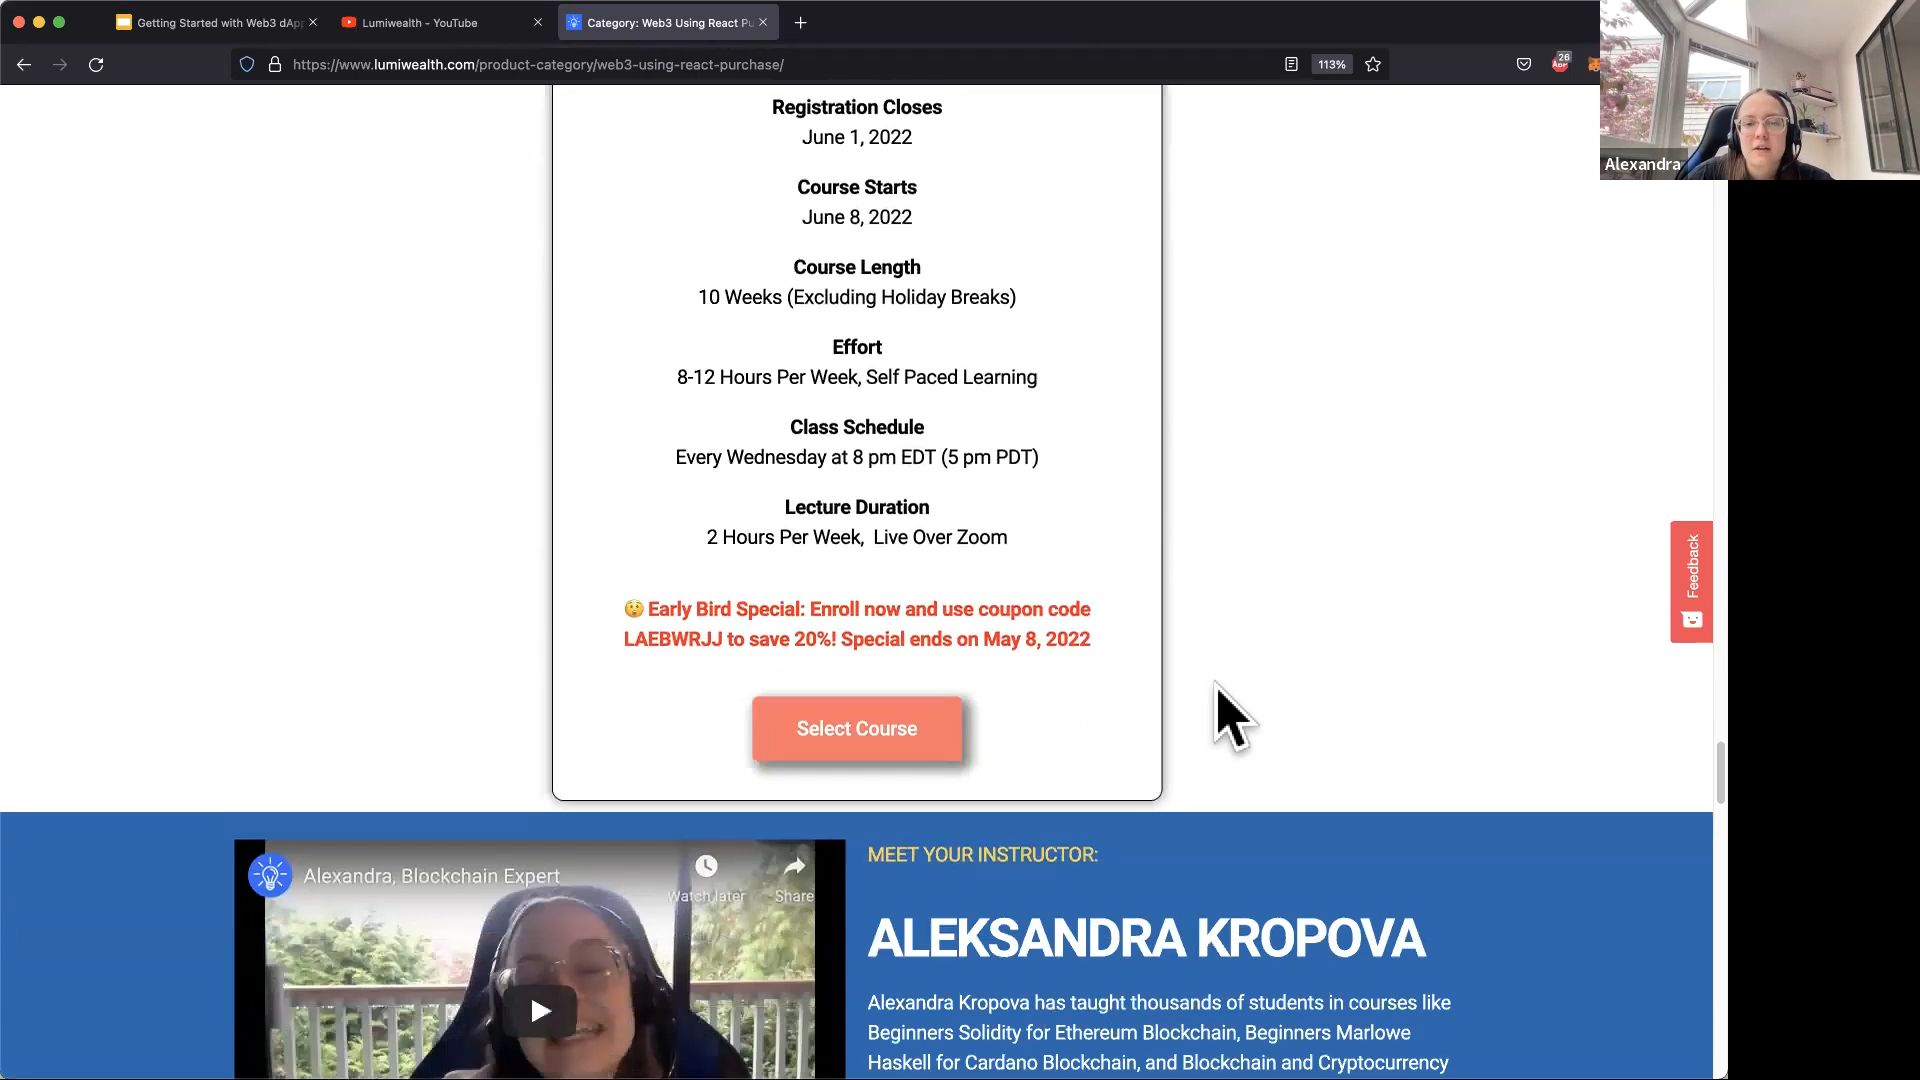 Getting Started with Web3 dApp
Lumiwealth - YouTube
Category: Web3 Using React Pu
https://www.lumiwealth.com/product-category/web3-using-react-purchase/
113%
26
ABP
Alexandra
Registration Closes
June 1, 2022
Course Starts
June 8, 2022
Course Length
10 Weeks (Excluding Holiday Breaks)
Effort
8-12 Hours Per Week, Self Paced Learning
Class Schedule
Every Wednesday at 8 pm EDT (5 pm PDT)
Lecture Duration
2 Hours Per Week,  Live Over Zoom
Early Bird Special: Enroll now and use coupon code
LAEBWRJJ to save 20%! Special ends on May 8, 2022
Select Course
Feedback
Alexandra, Blockchain Expert
Watch later
Share
MEET YOUR INSTRUCTOR:
ALEKSANDRA KROPOVA
Alexandra Kropova has taught thousands of students in courses like
Beginners Solidity for Ethereum Blockchain, Beginners Marlowe
Haskell for Cardano Blockchain, and Blockchain and Cryptocurrency